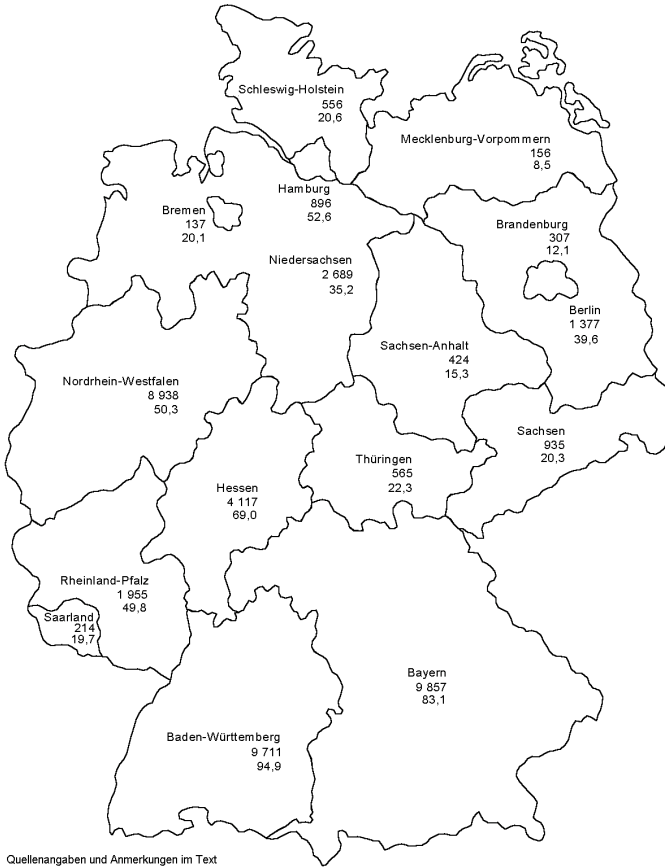 Schleswig-Holstein
556
20,6
Mecklenburg-Vorpommern
156
8,5
Hamburg
896
52,6
Bremen
137
20,1
Brandenburg
307
12,1
Niedersachsen
2 689
35,2
Berlin
1 377
39,6
Sachsen-Anhalt
424
15,3
Nordrhein-Westfalen
8 938
50,3
Sachsen
935
20,3
Thüringen
565
22,3
Hessen
4 117
69,0
Rheinland-Pfalz
1 955
49,8
Saarland
214
19,7
Bayern
9 857
83,1
Baden-Württemberg
9 711
94,9
Quellenangaben und Anmerkungen im Text